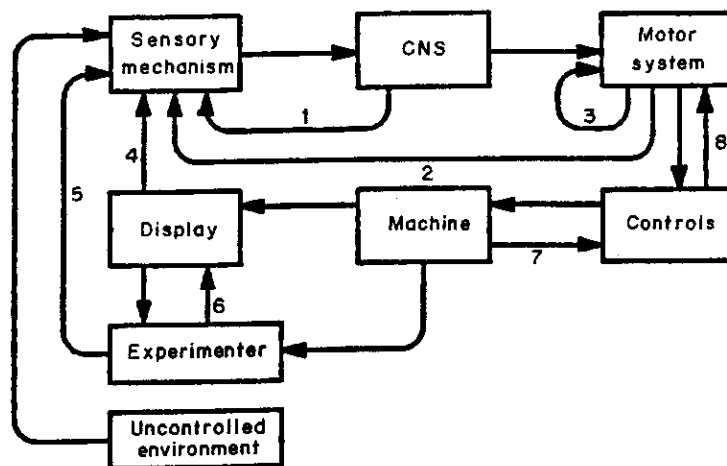 Sensory
mechanism
CNS
Motor
system
1
3
4
2
8
5
Display
Machine
Controls
7
6
Experimenter
Uncontrolled
environment